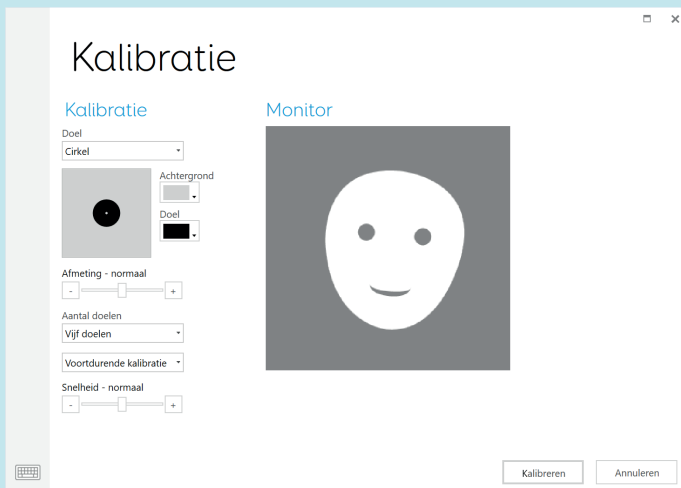 Kalibratie
Kalibratie
Doel
Cirkel
Achtergrond
Doel
Afmeting - normaal
- +
Aantal doelen
Vijf doelen
Voortdurende kalibratie
Snelheid - normaal
- +
Monitor
Kalibreren
Annuleren